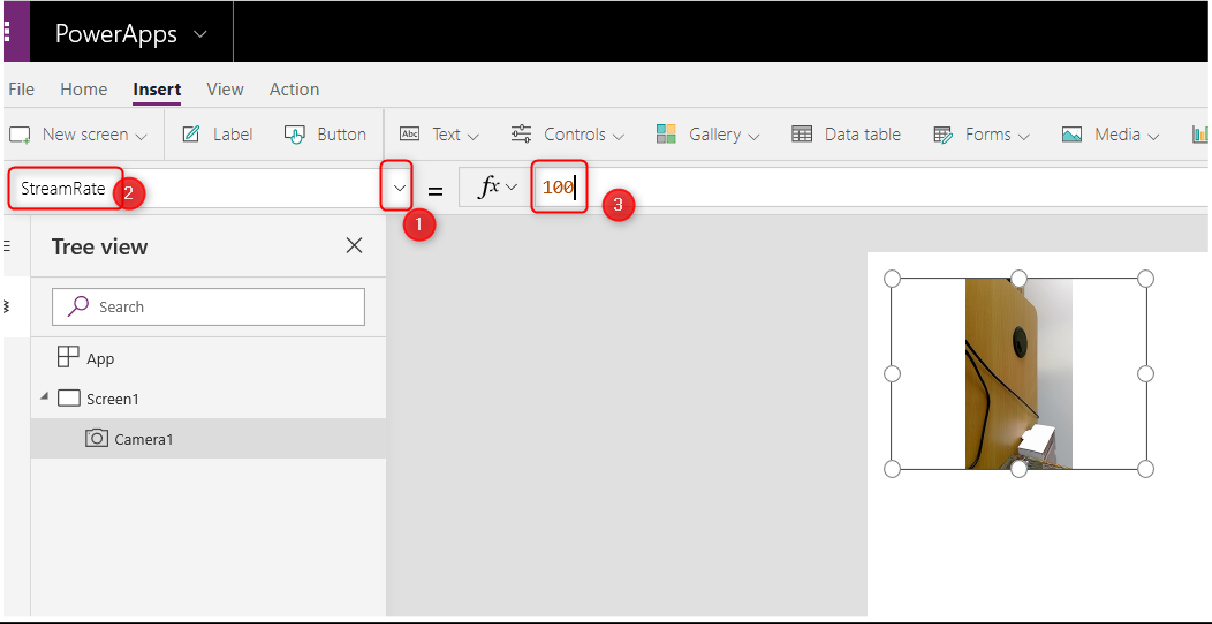 PowerApps
File Home Insert View Action
New screen Label Button Abc Text Controls Gallery Data table Forms Media
StreamRate 2 1 = fx 100 3
Tree view
Search
App
Screen1
Camera1